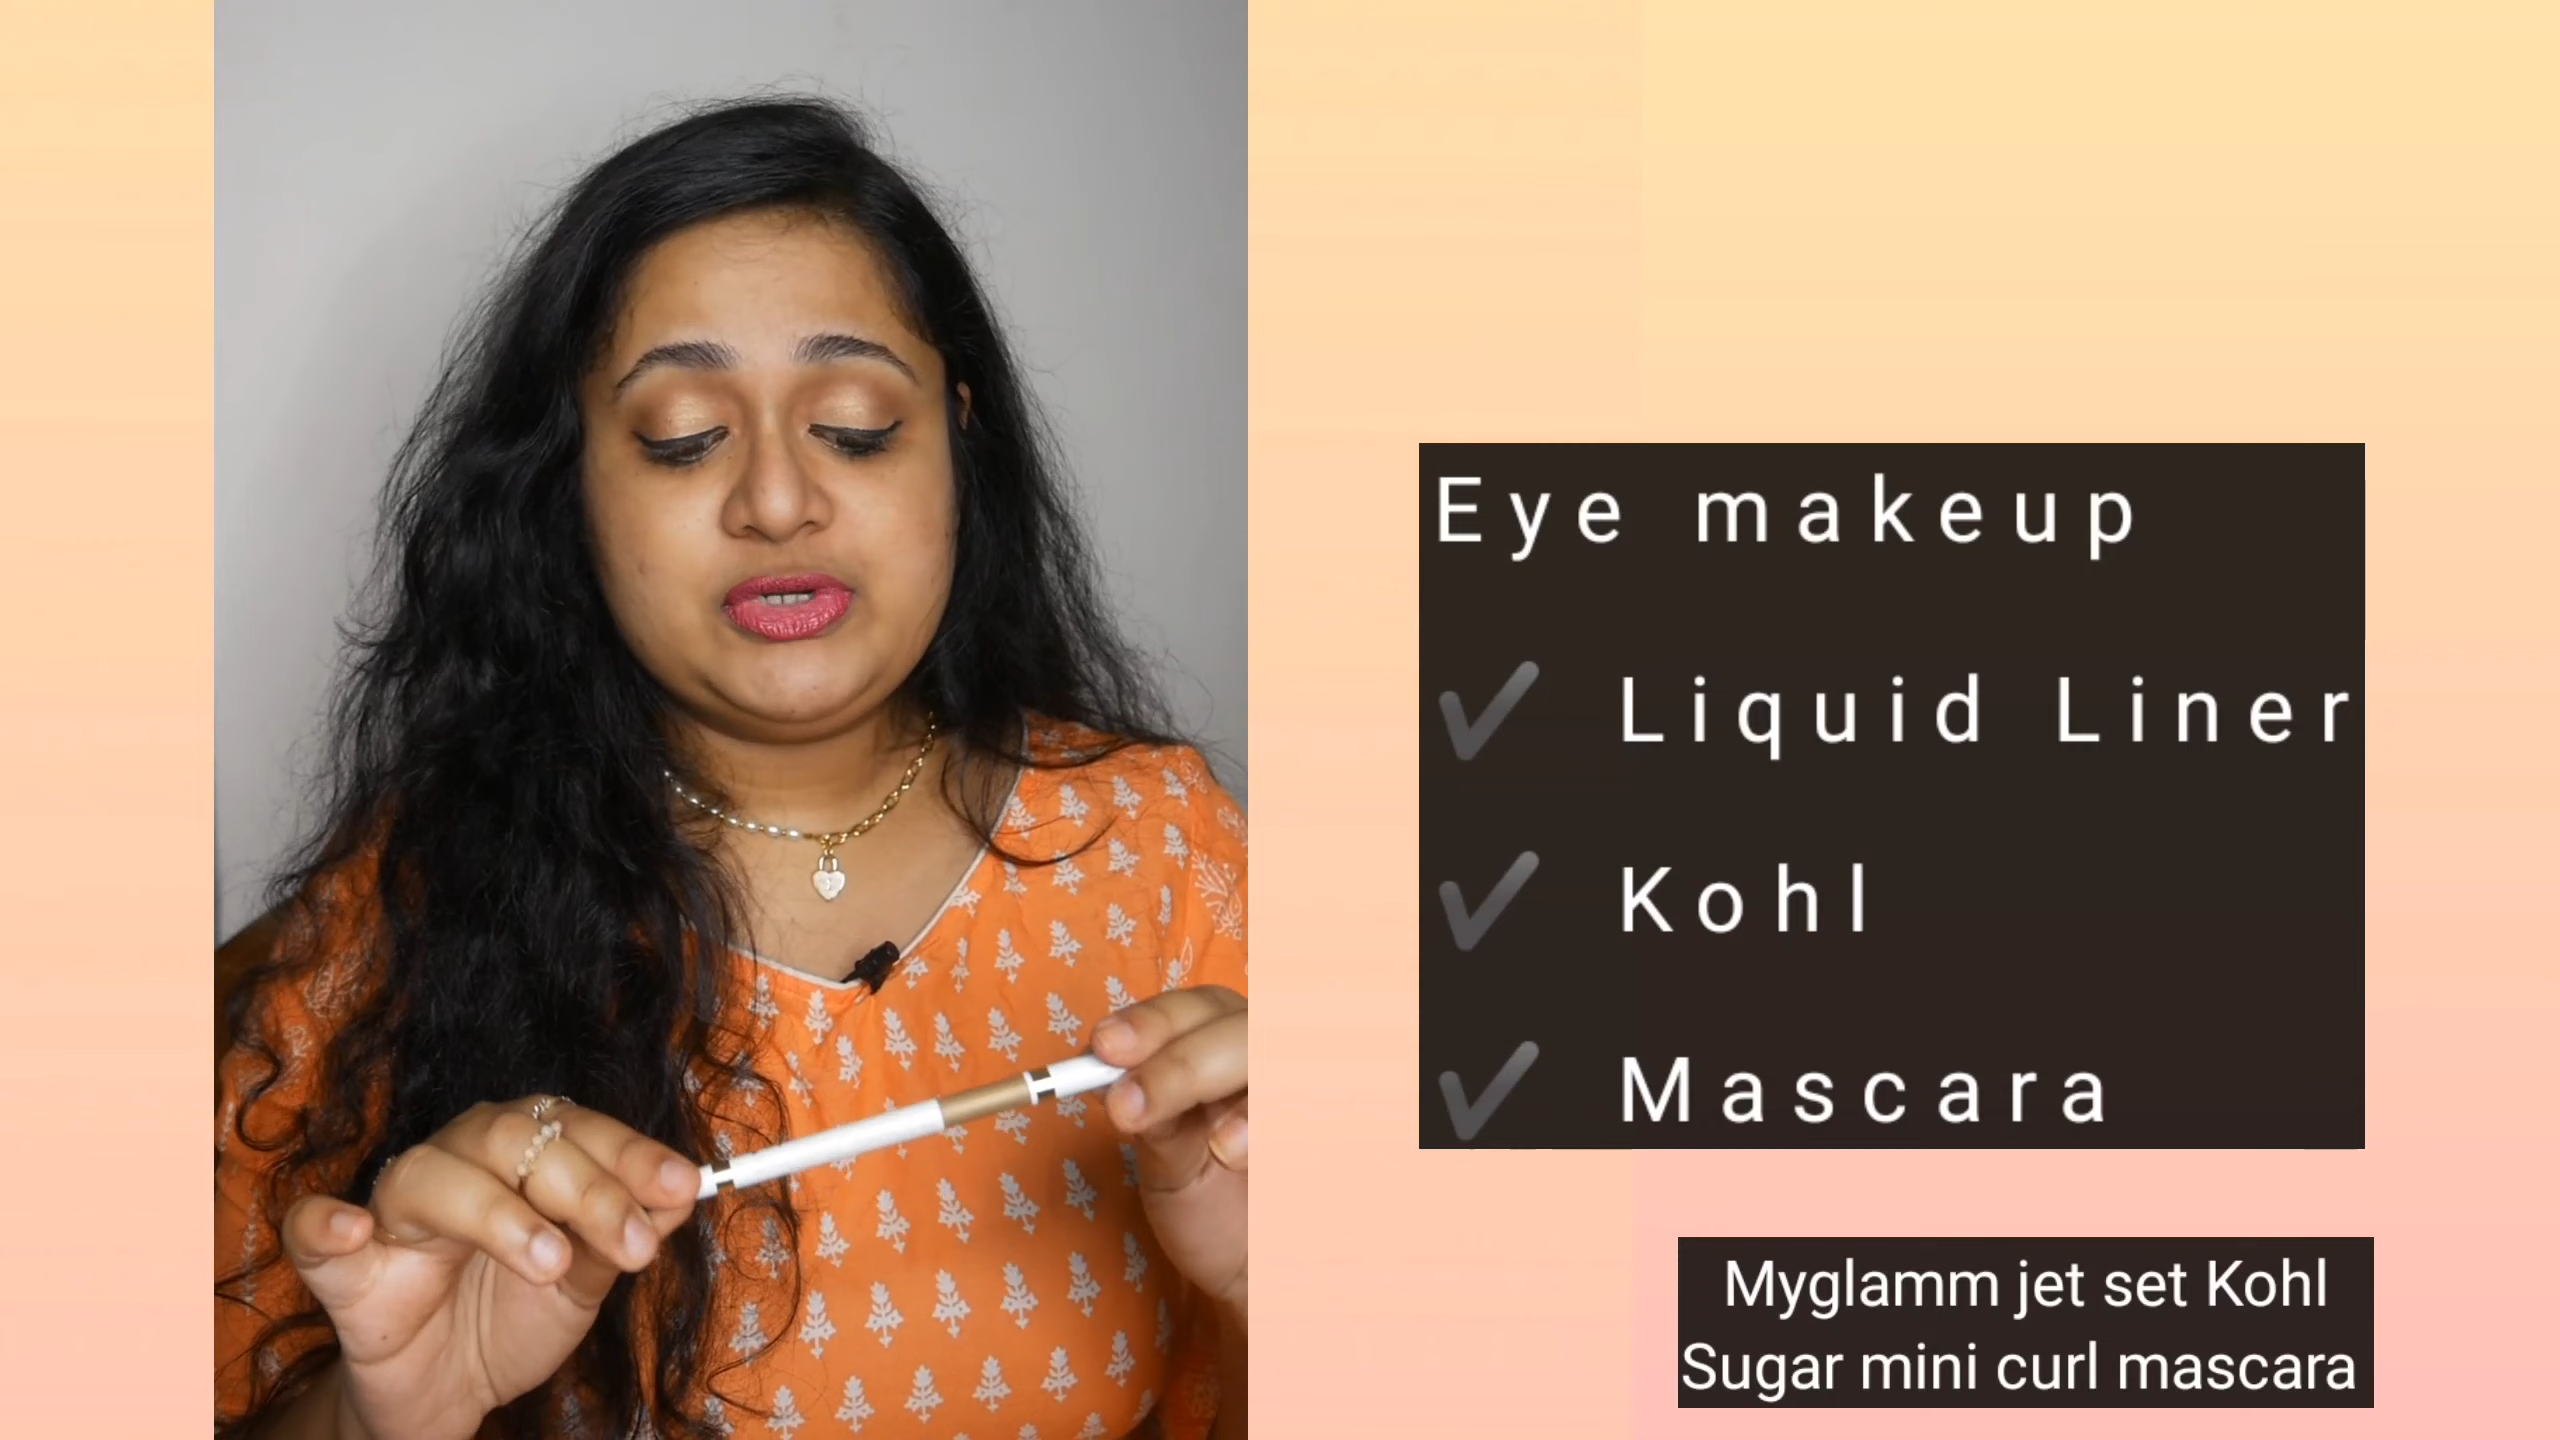 Eye makeup
✔ Liquid Liner
✔ Kohl
✔ Mascara
Myglamm jet set Kohl
Sugar mini curl mascara